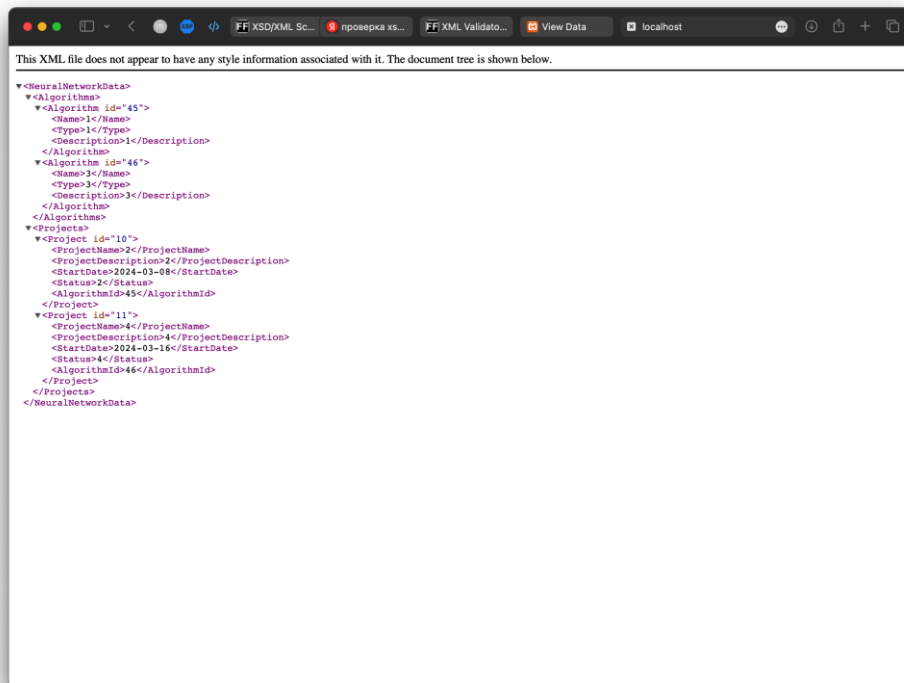 XSD/XML Sc... проверка xs... XML Validato... View Data localhost
This XML file does not appear to have any style information associated with it. The document tree is shown below.
▼<NeuralNetworkData>
▼<Algorithms>
▼<Algorithm id="45">
<Name>1</Name>
<Type>1</Type>
<Description>1</Description>
</Algorithm>
▼<Algorithm id="46">
<Name>3</Name>
<Type>3</Type>
<Description>3</Description>
</Algorithm>
</Algorithms>
▼<Projects>
▼<Project id="10">
<ProjectName>2</ProjectName>
<ProjectDescription>2</ProjectDescription>
<StartDate>2024-03-08</StartDate>
<Status>2</Status>
<AlgorithmId>45</AlgorithmId>
</Project>
▼<Project id="11">
<ProjectName>4</ProjectName>
<ProjectDescription>4</ProjectDescription>
<StartDate>2024-03-16</StartDate>
<Status>4</Status>
<AlgorithmId>46</AlgorithmId>
</Project>
</Projects>
</NeuralNetworkData>